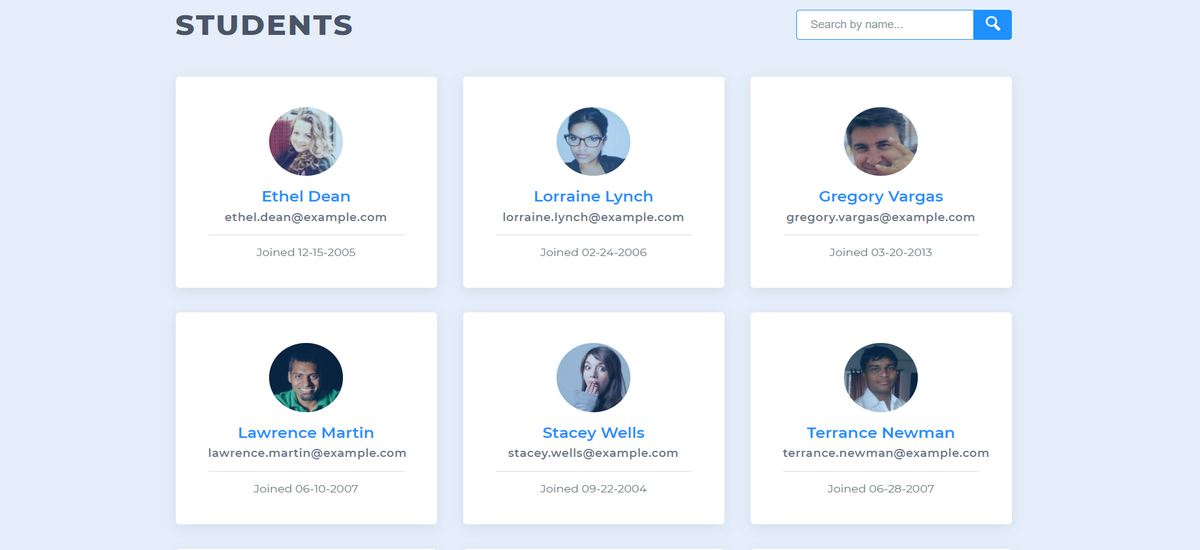 STUDENTS
Search by name...
Ethel Dean
ethel.dean@example.com
Joined 12-15-2005
Lorraine Lynch
lorraine.lynch@example.com
Joined 02-24-2006
Gregory Vargas
gregory.vargas@example.com
Joined 03-20-2013
Lawrence Martin
lawrence.martin@example.com
Joined 06-10-2007
Stacey Wells
stacey.wells@example.com
Joined 09-22-2004
Terrance Newman
terrance.newman@example.com
Joined 06-28-2007